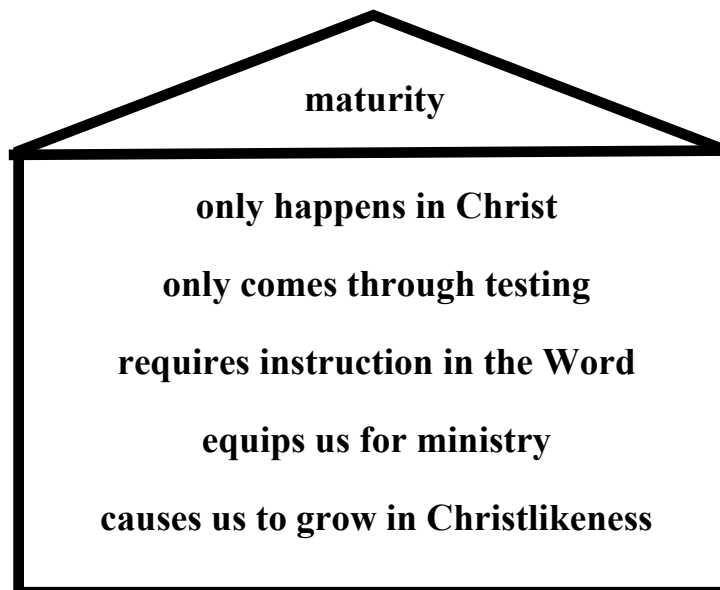 maturity
only happens in Christ
only comes through testing
requires instruction in the Word
equips us for ministry
causes us to grow in Christlikeness